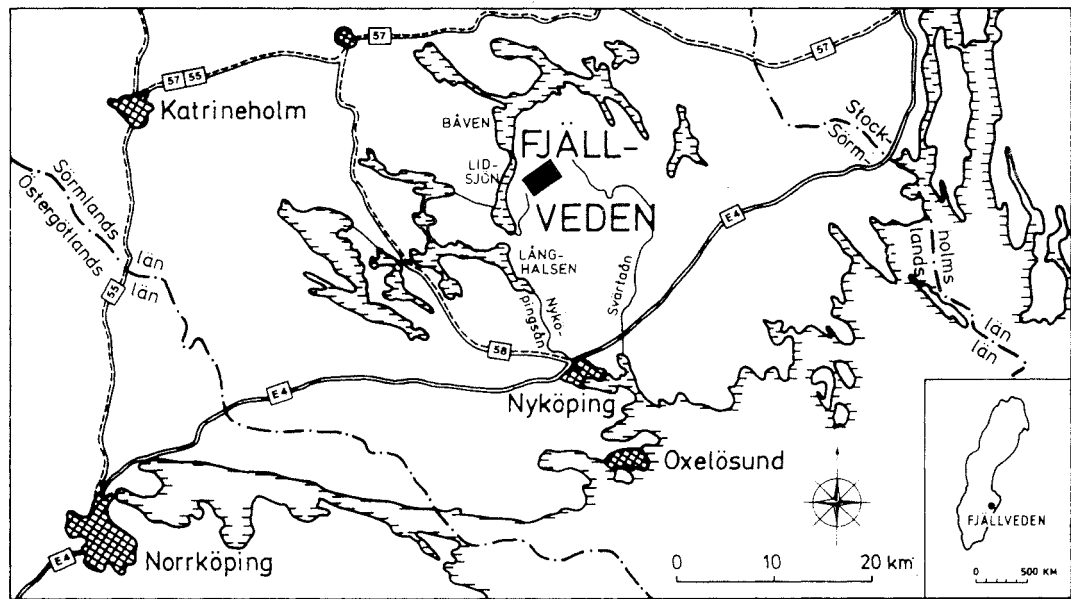 57
57
57 55
Katrineholm
BÅVEN
FJÄLL-
LID-
SJÖN
VEDEN
Stock-
Sörm-
holms
lands
län
län
Sörmlands
län
Östergötlands
län
E4
LÅNG-
HALSEN
Nykö-
pingsån
Svärtaån
55
58
E4
Nyköping
Oxelösund
E4
Norrköping
0 10 20 km
FJÄLLVEDEN
0 500 KM